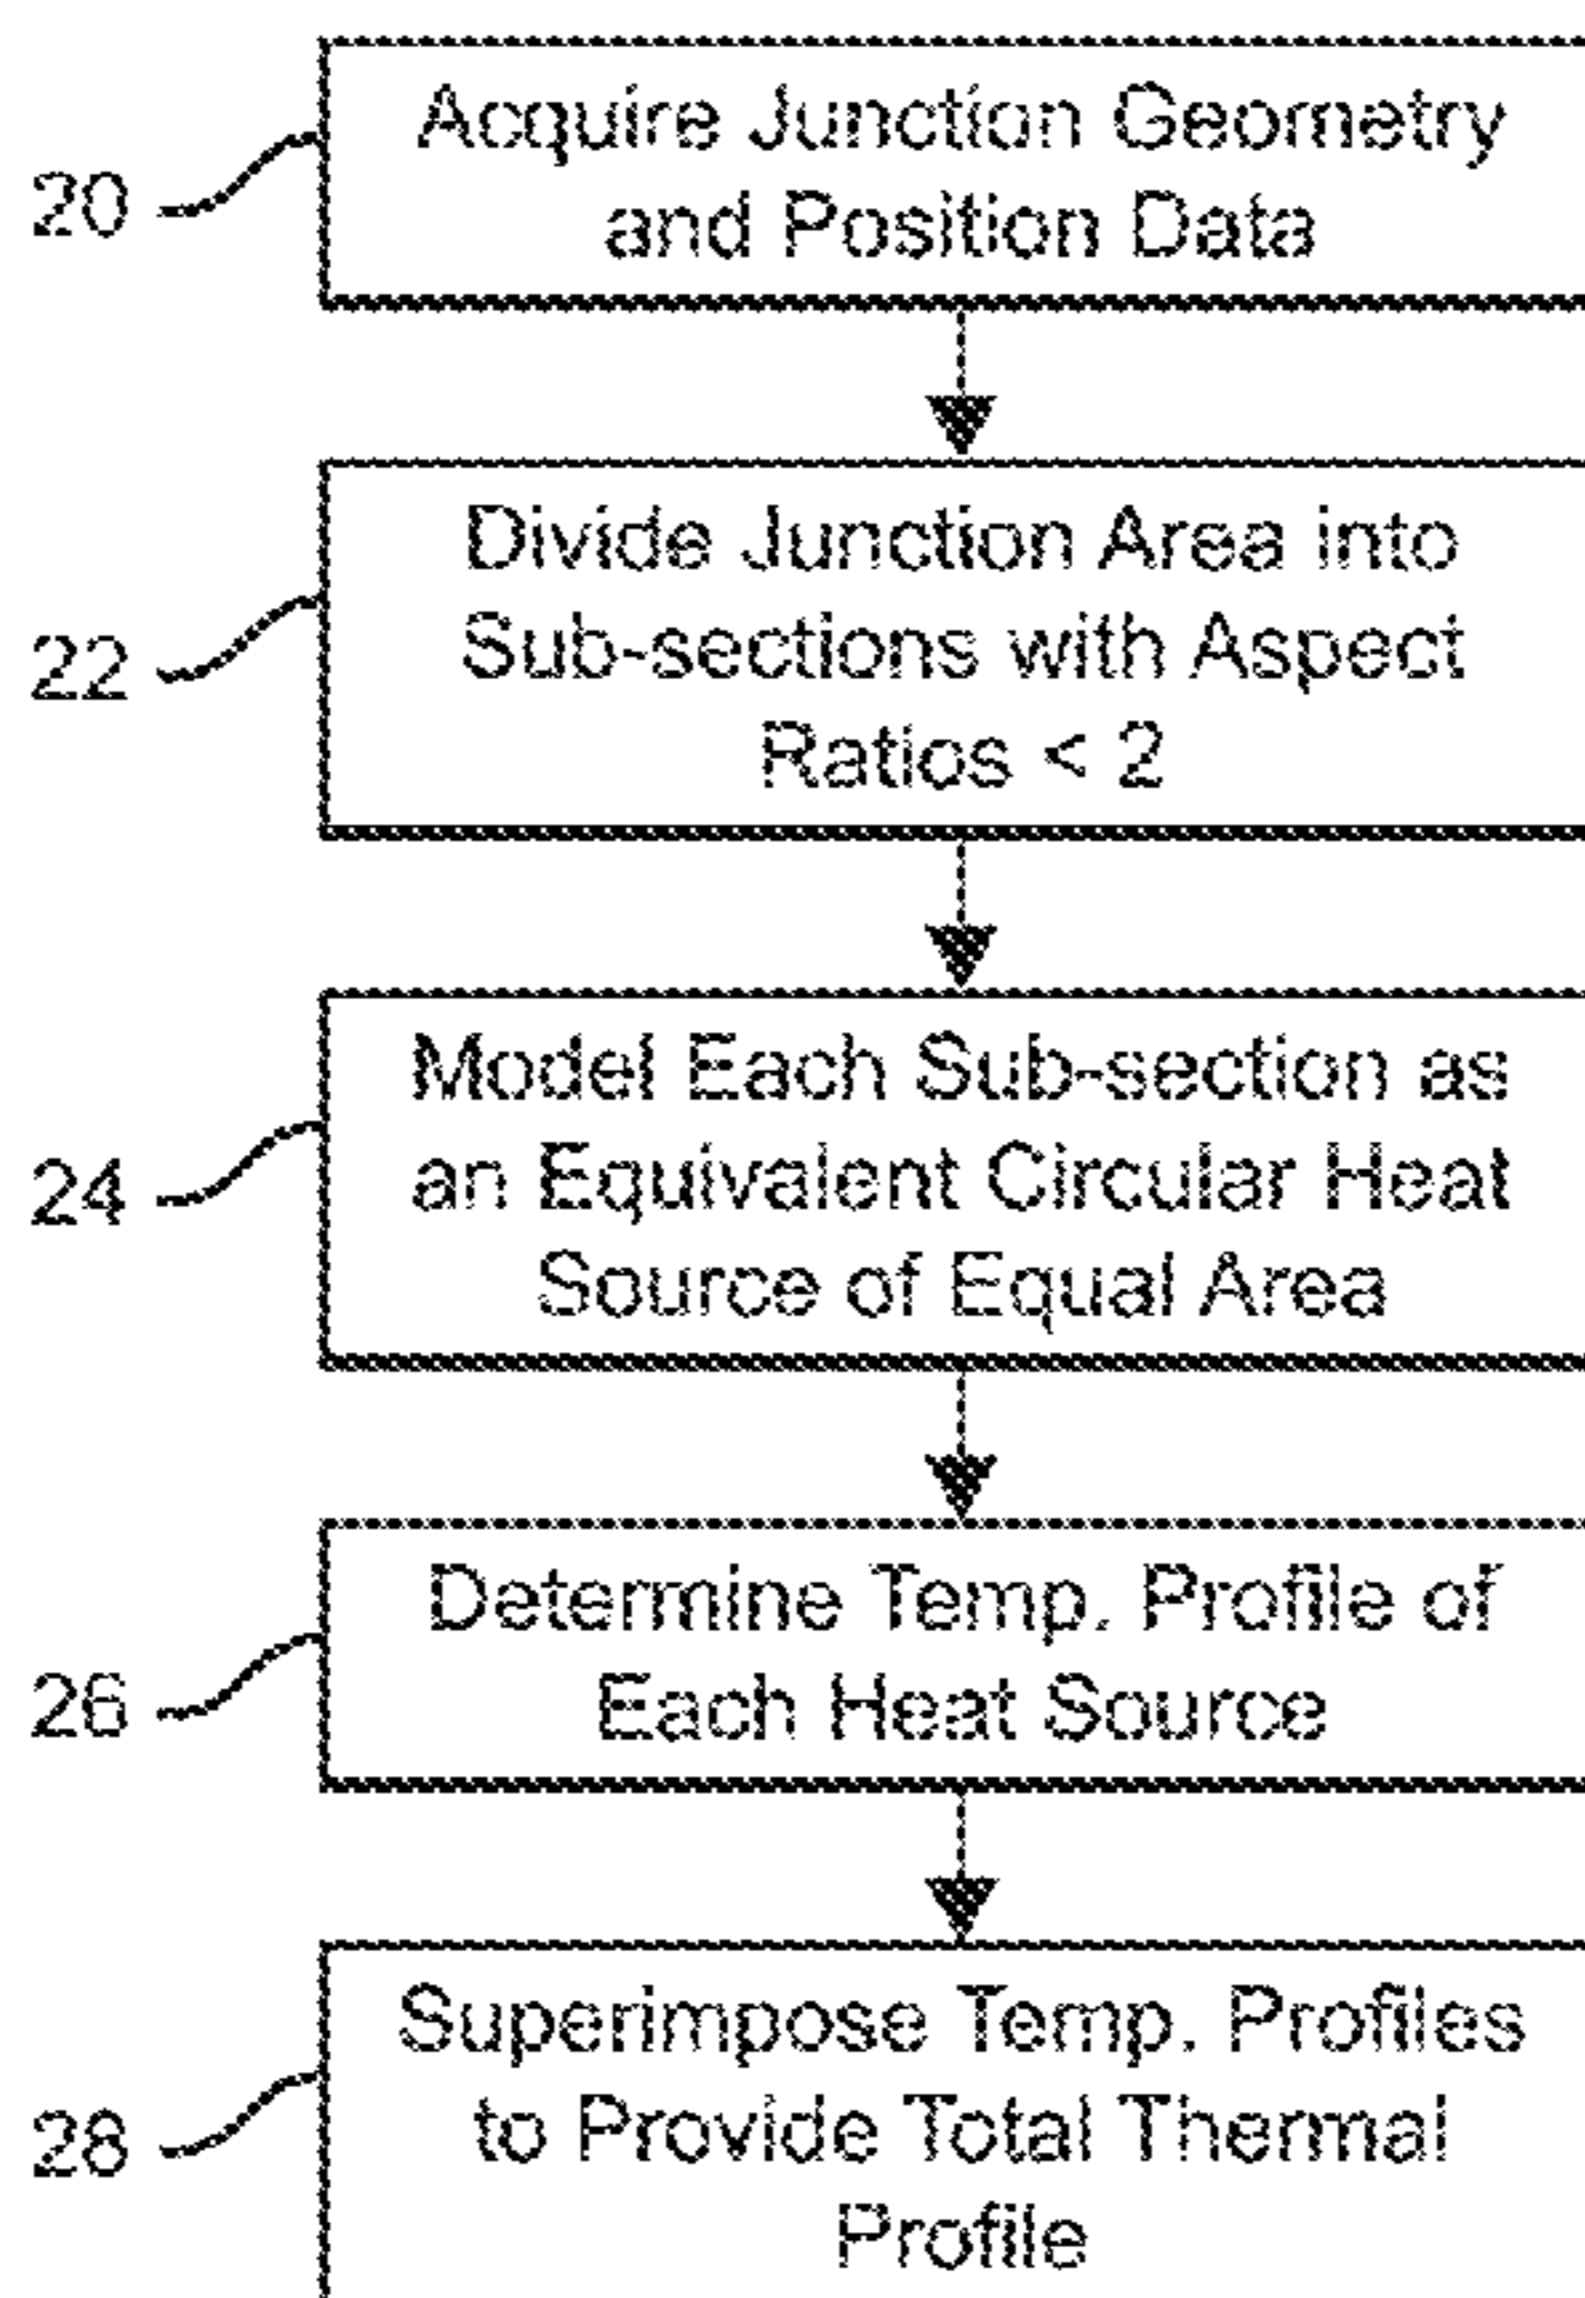 20
Acquire Junction Geometry
and Position Data
22
Divide Junction Area into
Sub-sections with Aspect
Ratios < 2
24
Model Each Sub-section as
an Equivalent Circular Heat
Source of Equal Area
26
Determine Temp. Profile of
Each Heat Source
28
Superimpose Temp. Profiles
to Provide Total Thermal
Profile